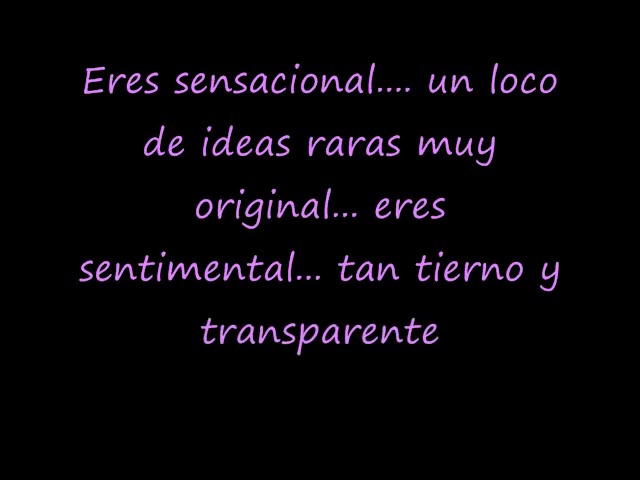 Eres sensacional.... un loco
de ideas raras muy
original... eres
sentimental... tan tierno y
transparente